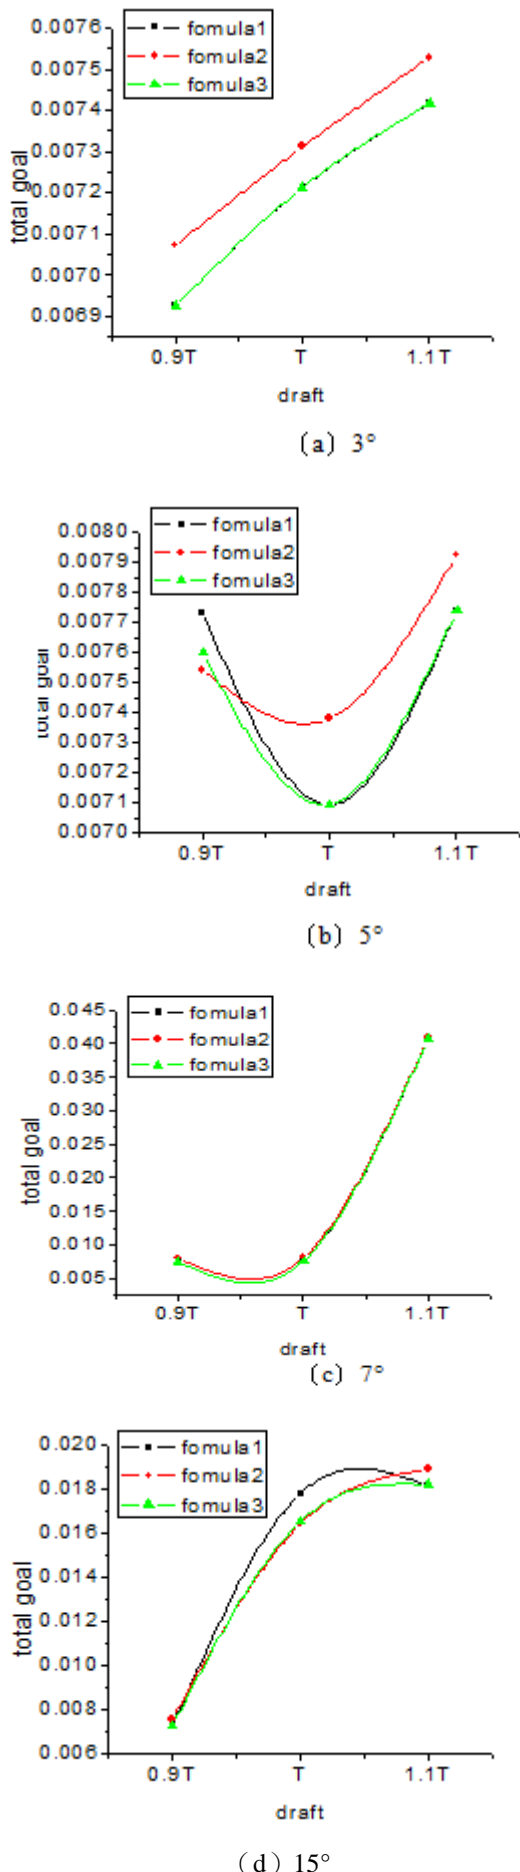 0.0076
0.0075
0.0074
0.0073
0.0072
0.0071
0.0070
0.0069
total goal
fomula1
fomula2
fomula3
0.9T T 1.1T
draft
(a) 3°
0.0080
0.0079
0.0078
0.0077
0.0076
0.0075
0.0074
0.0073
0.0072
0.0071
0.0070
total goal
fomula1
fomula2
fomula3
0.9T T 1.1T
draft
(b) 5°
0.045
0.040
0.035
0.030
0.025
0.020
0.015
0.010
0.005
total goal
fomula1
fomula2
fomula3
0.9T T 1.1T
draft
(c) 7°
0.020
0.018
0.016
0.014
0.012
0.010
0.008
0.006
total goal
fomula1
fomula2
fomula3
0.9T T 1.1T
draft
(d) 15°